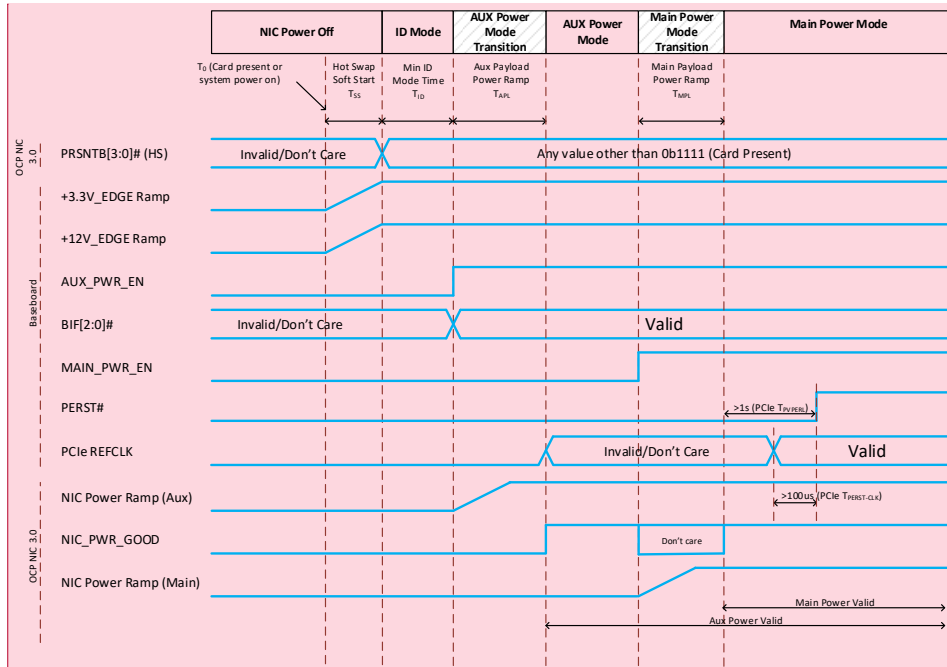 NIC Power Off
ID Mode
AUX Power
Mode
Transition
AUX Power
Mode
Main Power
Mode
Transition
Main Power Mode
T0 (Card present or
system power on)
Hot Swap
Soft Start
TSS
Min ID
Mode Time
TID
Aux Payload
Power Ramp
TAPL
Main Payload
Power Ramp
TMPL
OCP NIC
3.0
PRSNTB[3:0]# (HS)
Invalid/Don't Care
Any value other than 0b1111 (Card Present)
Baseboard
+3.3V_EDGE Ramp
+12V_EDGE Ramp
AUX_PWR_EN
BIF[2:0]#
Invalid/Don't Care
Valid
MAIN_PWR_EN
PERST#
>1s (PCIe TPVPERL)
PCIe REFCLK
Invalid/Don't Care
Valid
OCP NIC 3.0
NIC Power Ramp (Aux)
>100us (PCIe TPERST-CLK)
NIC_PWR_GOOD
Don't care
NIC Power Ramp (Main)
Main Power Valid
Aux Power Valid